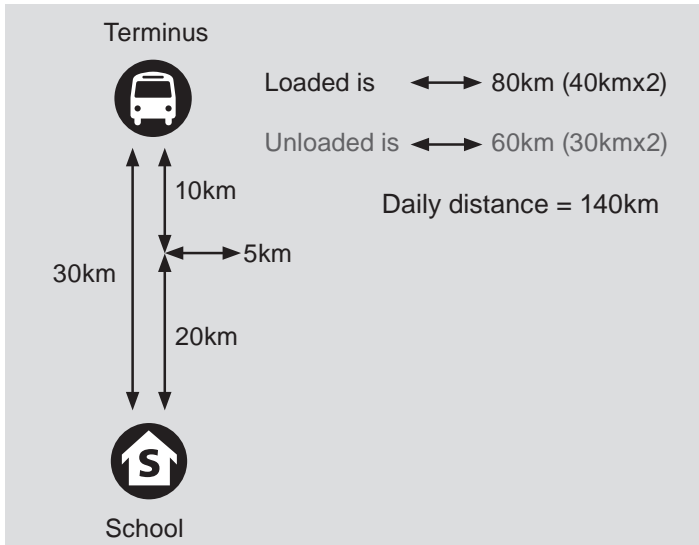 Terminus
Loaded is 80km (40kmx2)
Unloaded is 60km (30kmx2)
10km
Daily distance = 140km
5km
30km
20km
S
School